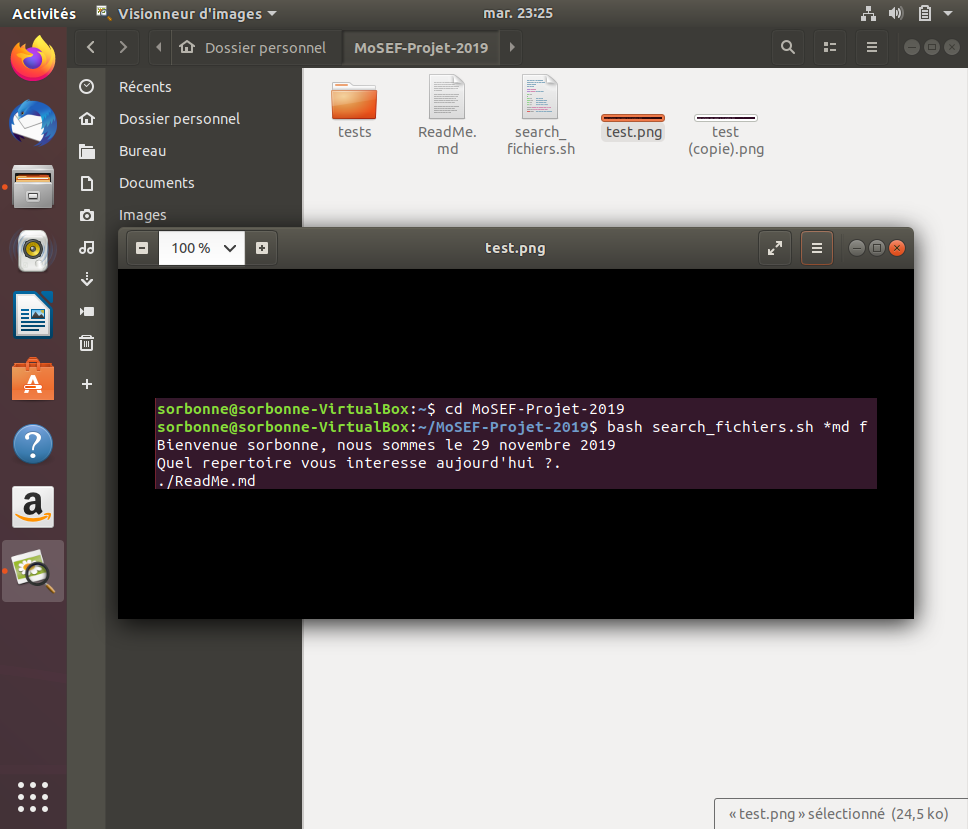 Activités Visionneur d'images mar. 23:25
Dossier personnel MoSEF-Projet-2019
Récents
Dossier personnel
Bureau
Documents
Images
tests
ReadMe.
md
search_
fichiers.sh
test.png
test
(copie).png
100 % test.png
sorbonne@sorbonne-VirtualBox:~$ cd MoSEF-Projet-2019
sorbonne@sorbonne-VirtualBox:~/MoSEF-Projet-2019$ bash search_fichiers.sh *md f
Bienvenue sorbonne, nous sommes le 29 novembre 2019
Quel repertoire vous interesse aujourd'hui ?.
./ReadMe.md
« test.png » sélectionné (24,5 ko)